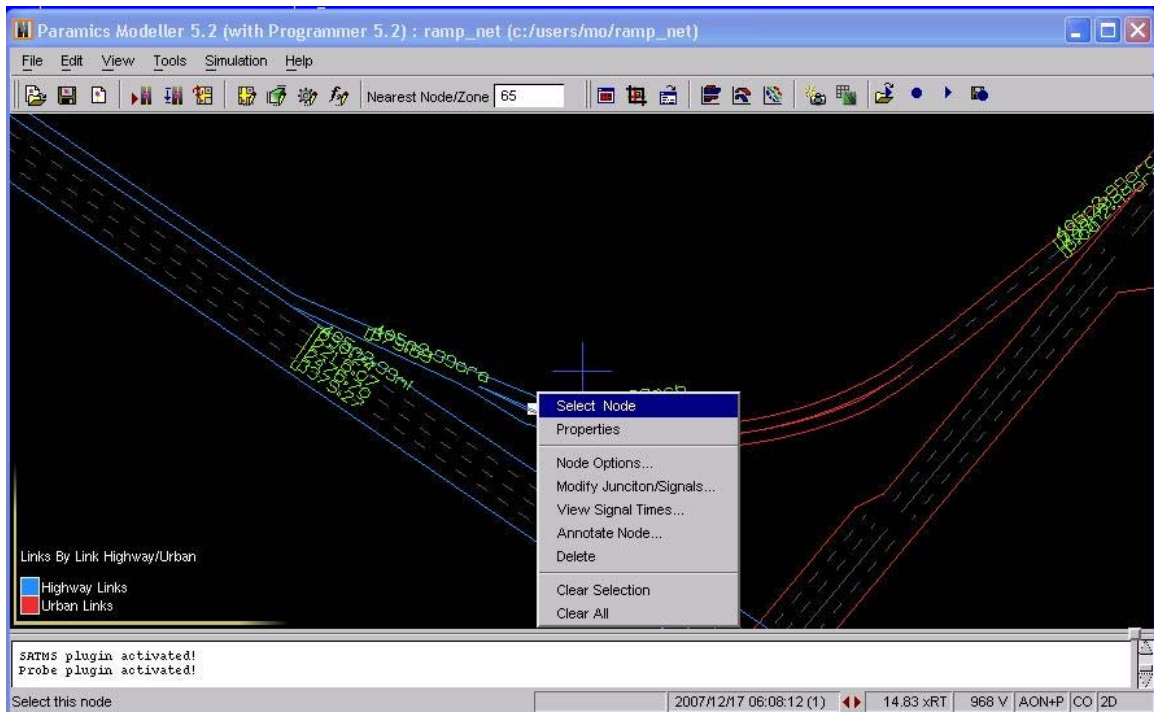 Paramics Modeller 5.2 (with Programmer 5.2) : ramp_net (c:/users/mo/ramp_net)
File Edit View Tools Simulation Help
Nearest Node/Zone 65
Select Node
Properties
Node Options...
Modify Junciton/Signals...
View Signal Times...
Annotate Node...
Delete
Clear Selection
Clear All
Links By Link Highway/Urban
Highway Links
Urban Links
SATMS plugin activated!
Probe plugin activated!
Select this node
2007/12/17 06:08:12 (1) 14.83 xRT 968 V AON+P CO 2D